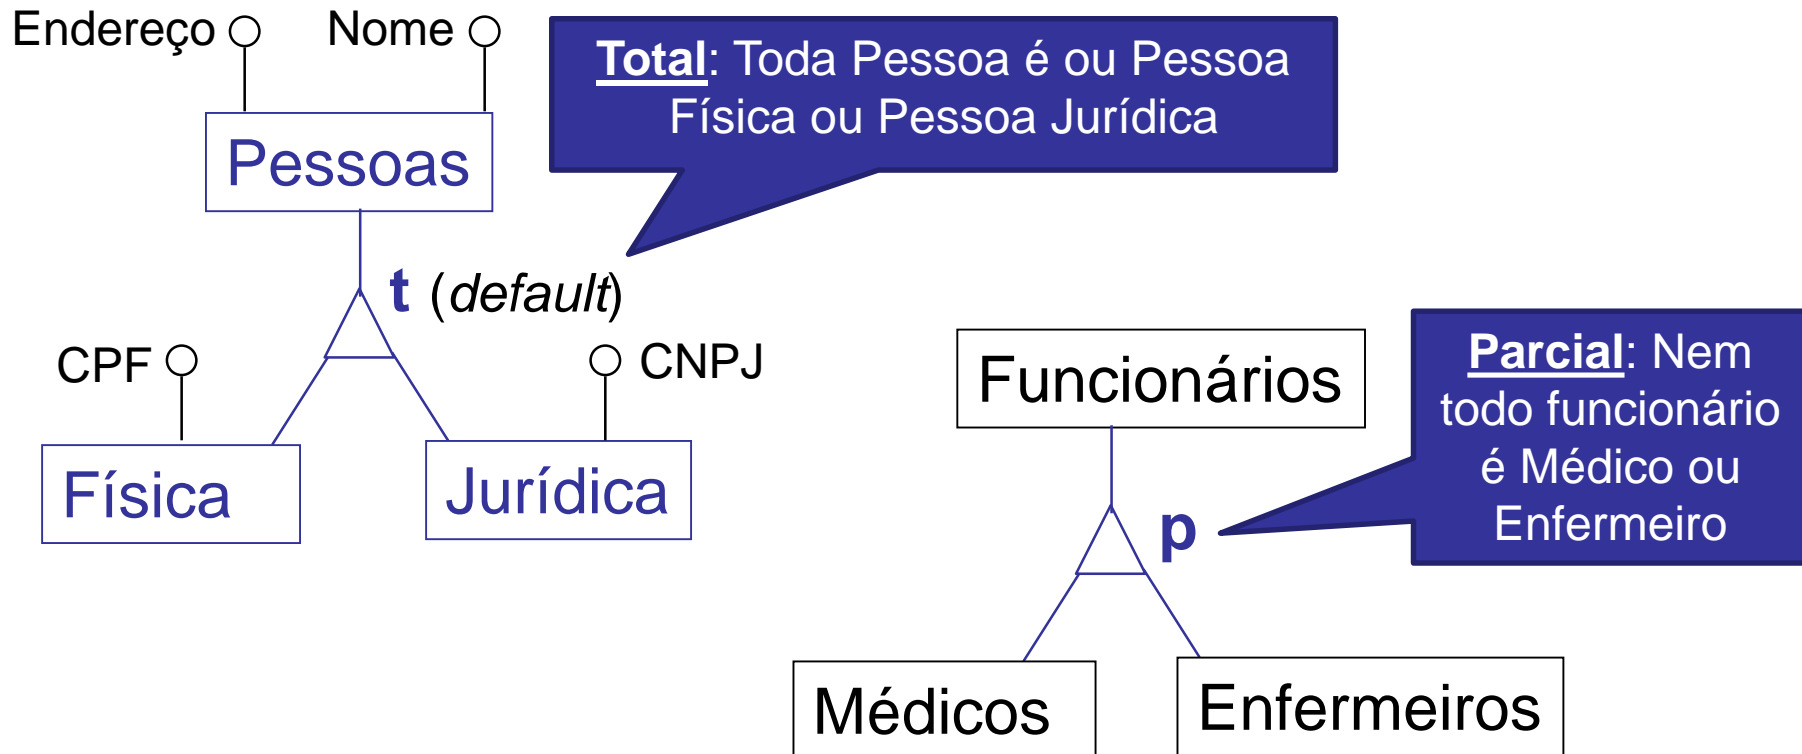 Endereço
Nome
Total: Toda Pessoa é ou Pessoa
Física ou Pessoa Jurídica
Pessoas
t (default)
CPF
CNPJ
Física
Jurídica
Funcionários
Parcial: Nem
todo funcionário
é Médico ou
Enfermeiro
p
Médicos
Enfermeiros